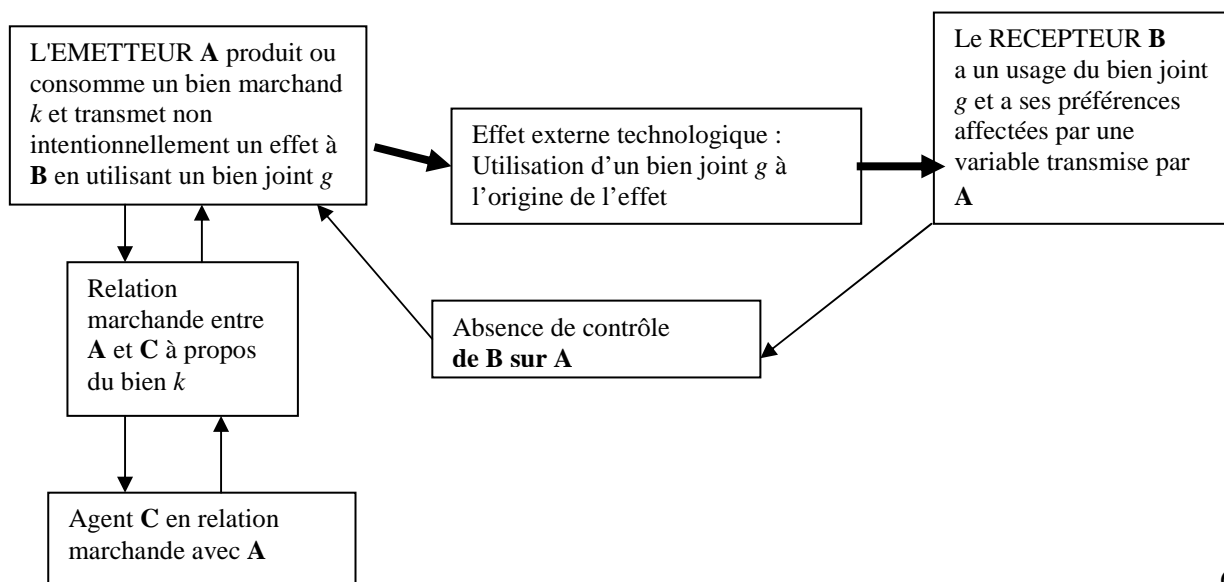 L'EMETTEUR A produit ou
consomme un bien marchand
k et transmet non
intentionnellement un effet à
B en utilisant un bien joint g
Effet externe technologique :
Utilisation d’un bien joint g à
l’origine de l’effet
Le RECEPTEUR B
a un usage du bien joint
g et a ses préférences
affectées par une
variable transmise par
A
Relation
marchande entre
A et C à propos
du bien k
Absence de contrôle
de B sur A
Agent C en relation
marchande avec A